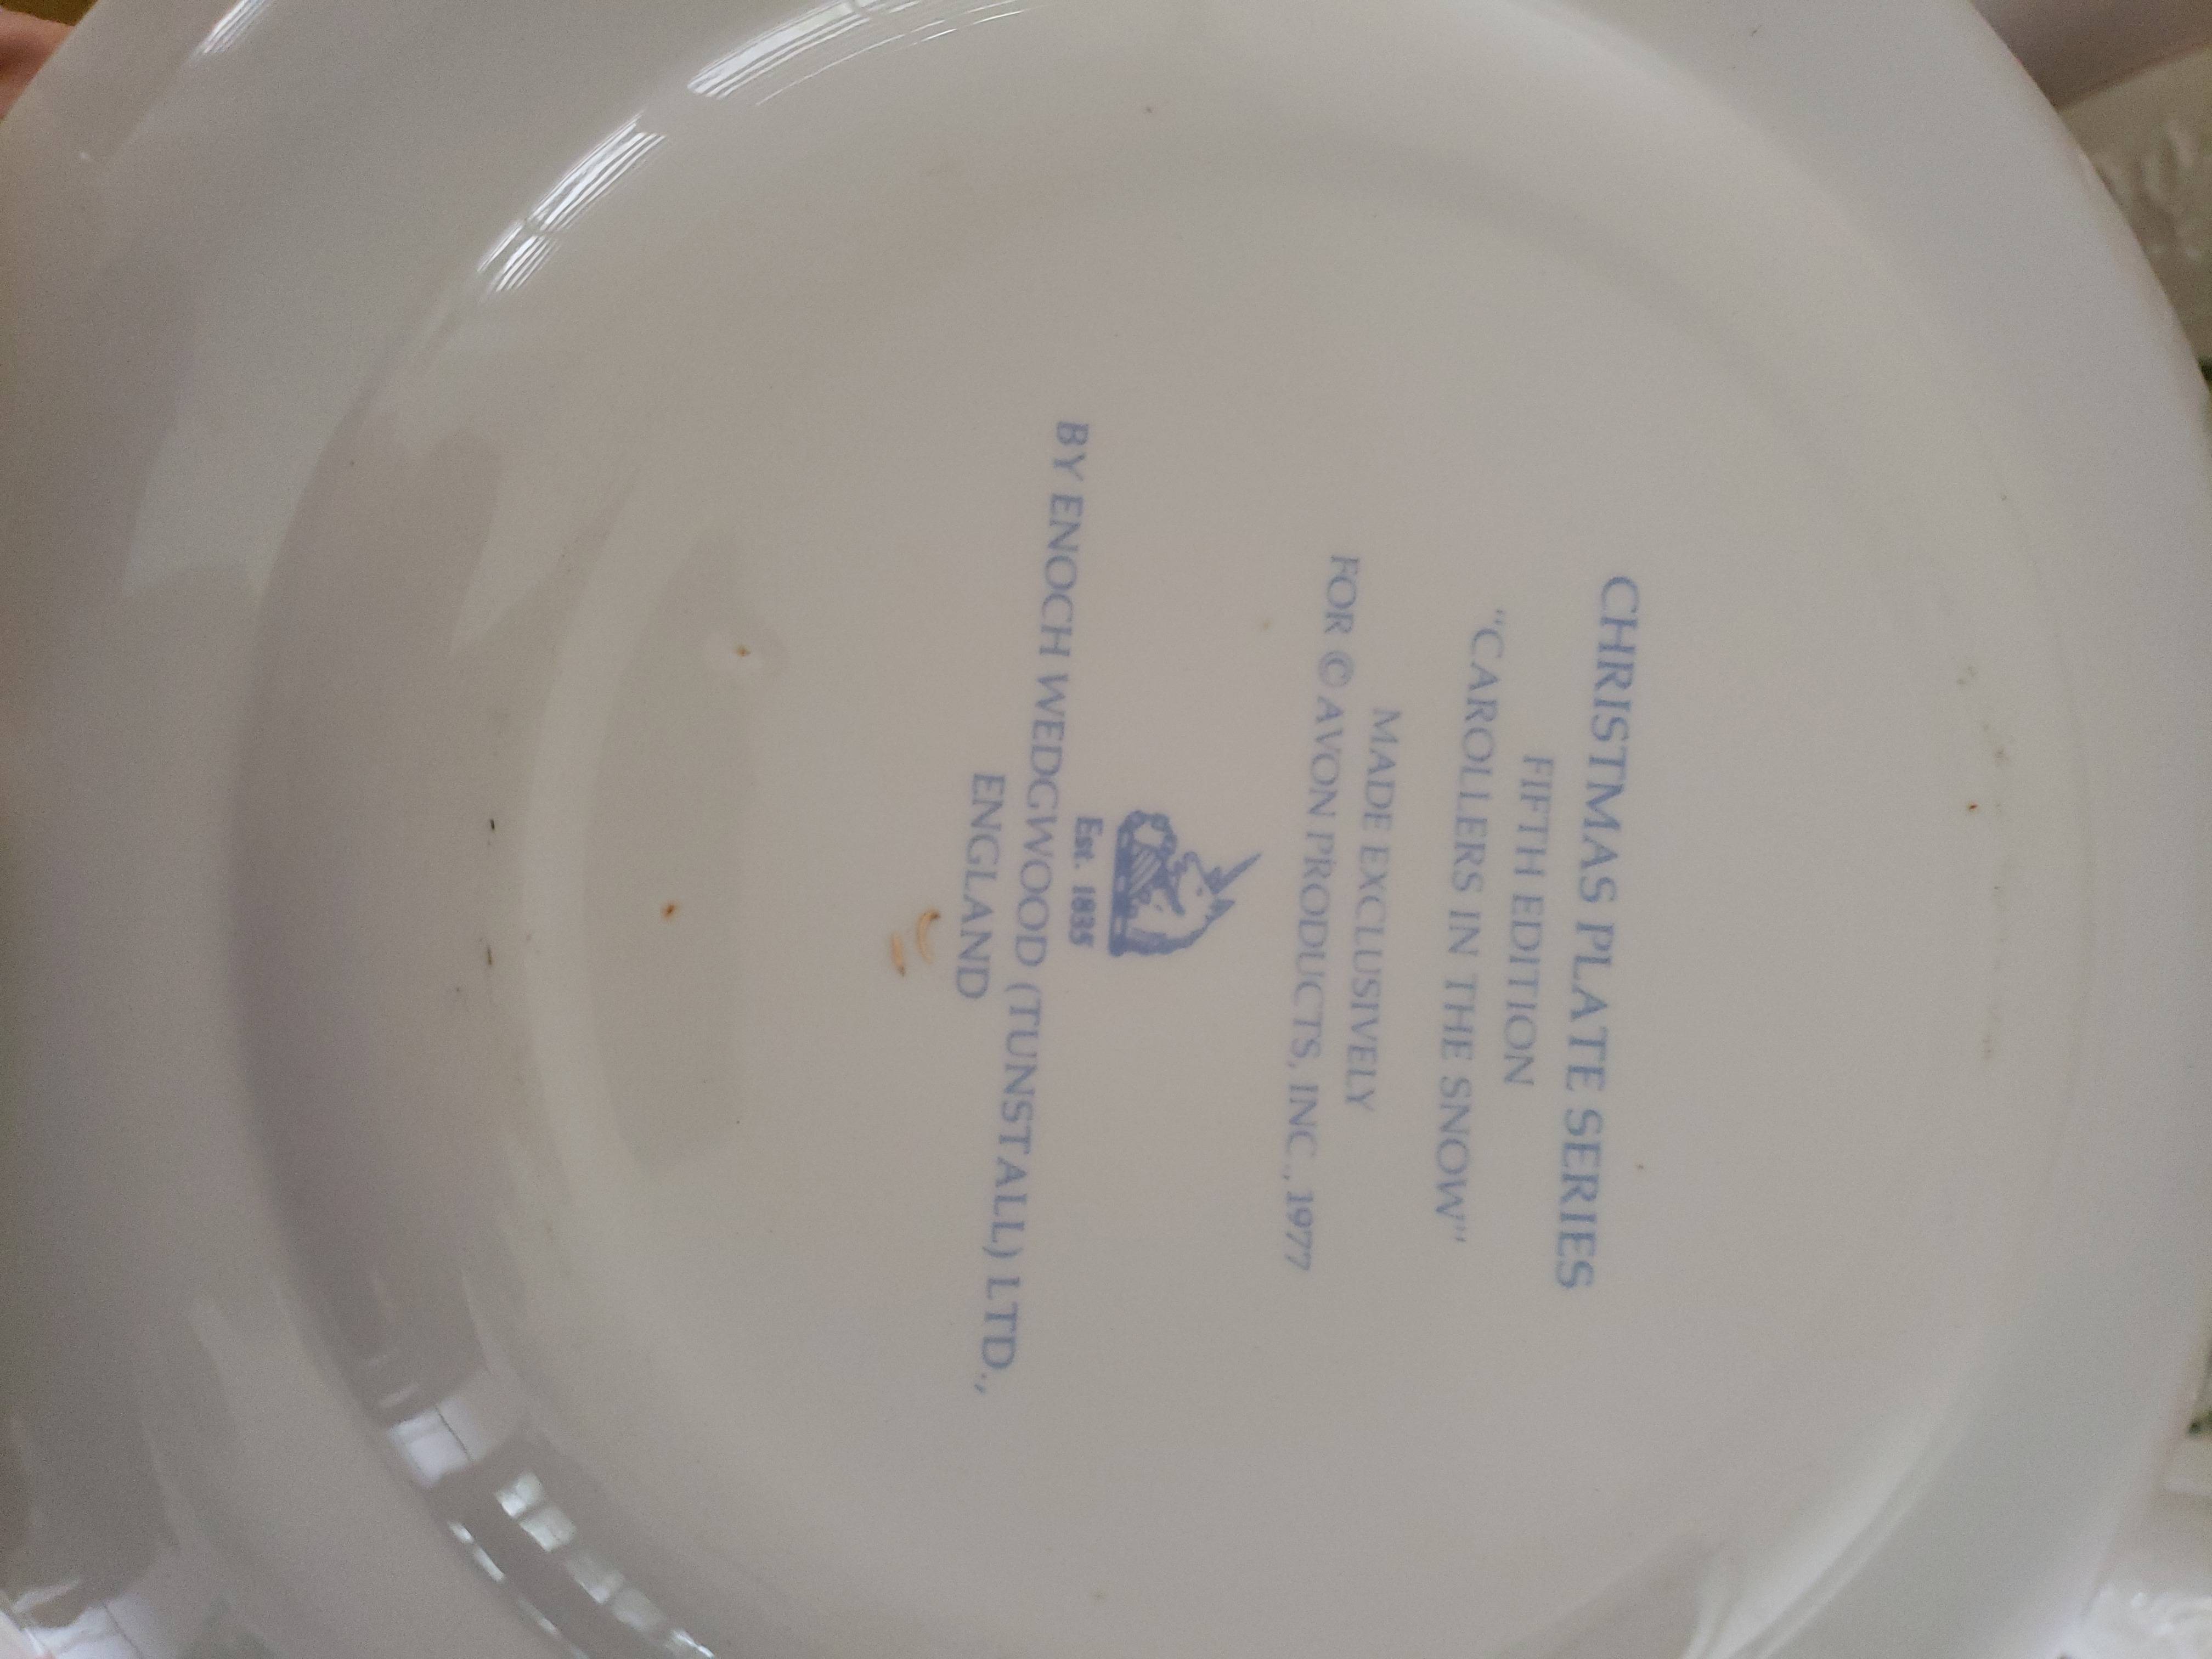 CHRISTMAS PLATE SERIES
FIFTH EDITION
"CAROLLERS IN THE SNOW"
MADE EXCLUSIVELY
FOR © AVON PRODUCTS, INC., 1977
Est. 1835
BY ENOCH WEDGWOOD (TUNSTALL) LTD.,
ENGLAND